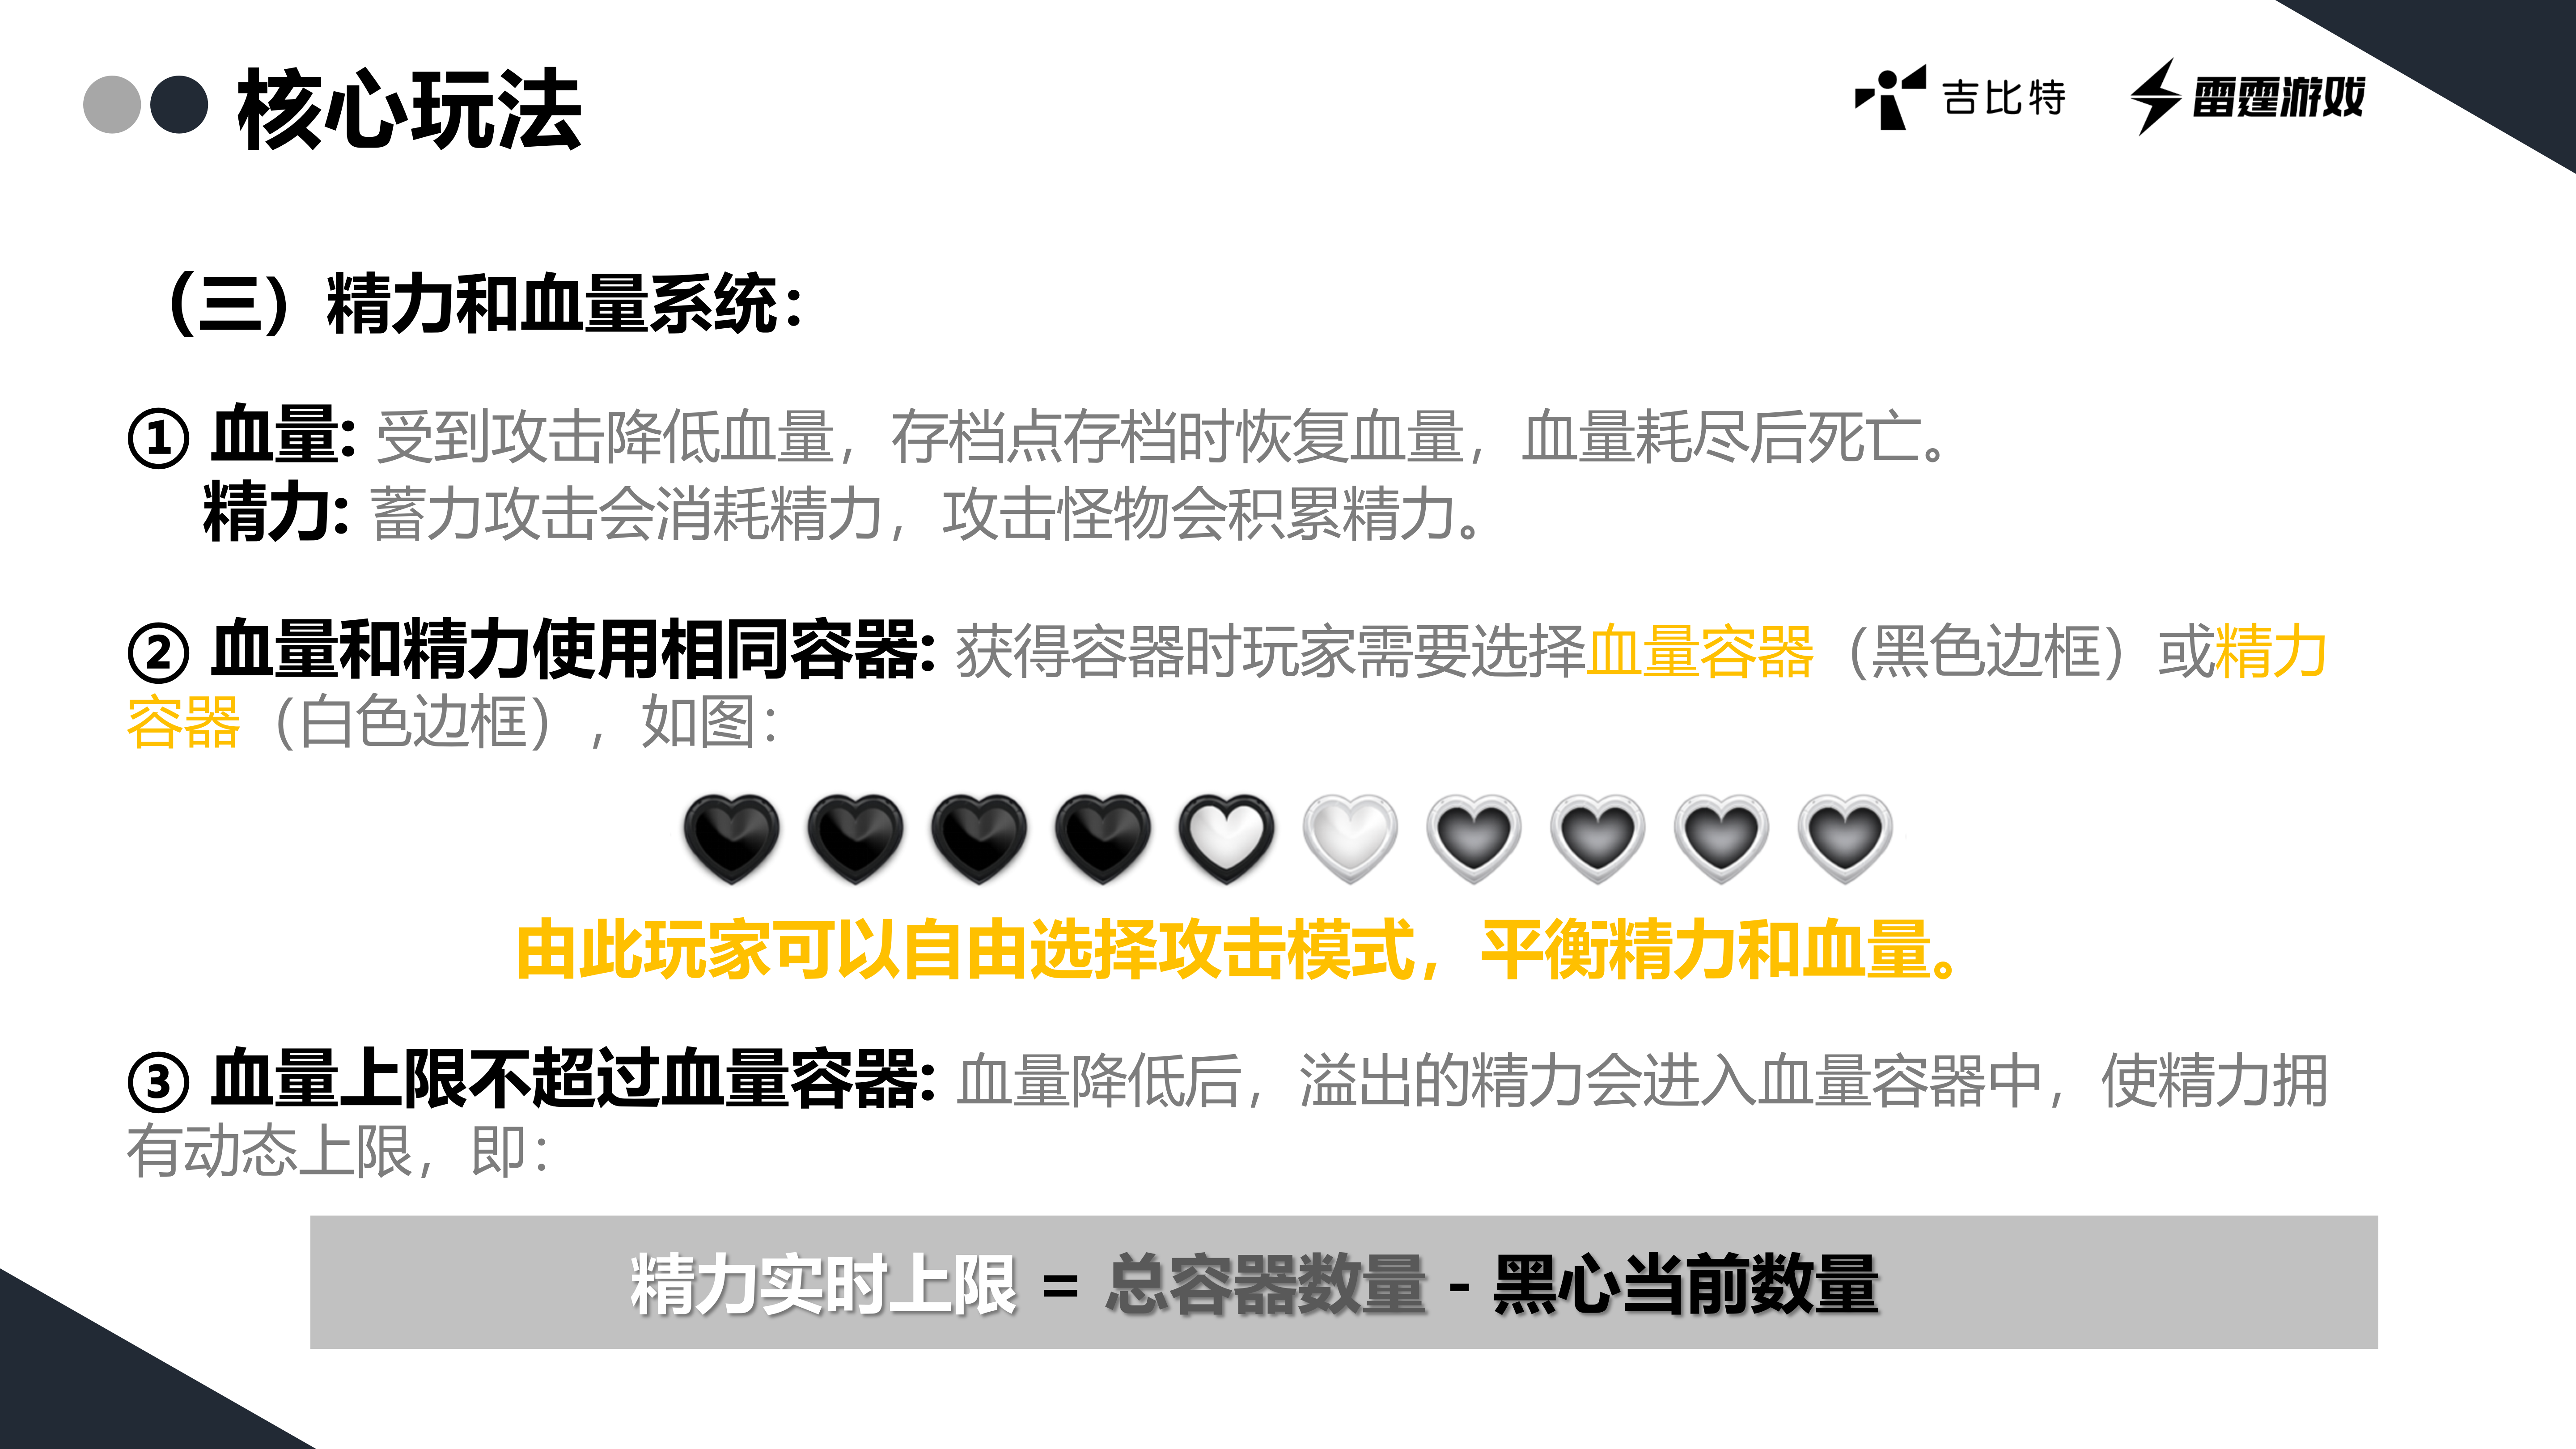 核心玩法
吉比特
雷霆游戏
（三）精力和血量系统：
① 血量: 受到攻击降低血量，存档点存档时恢复血量，血量耗尽后死亡。
精力: 蓄力攻击会消耗精力，攻击怪物会积累精力。
② 血量和精力使用相同容器: 获得容器时玩家需要选择血量容器（黑色边框）或精力
容器（白色边框），如图：
由此玩家可以自由选择攻击模式，平衡精力和血量。
③ 血量上限不超过血量容器: 血量降低后，溢出的精力会进入血量容器中，使精力拥
有动态上限，即：
精力实时上限 = 总容器数量 - 黑心当前数量